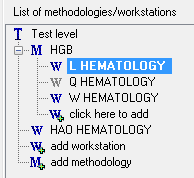 List of methodologies/workstations
T Test level
M HGB
W L HEMATOLOGY
W Q HEMATOLOGY
W W HEMATOLOGY
W click here to add
W HAO HEMATOLOGY
W add workstation
M add methodology